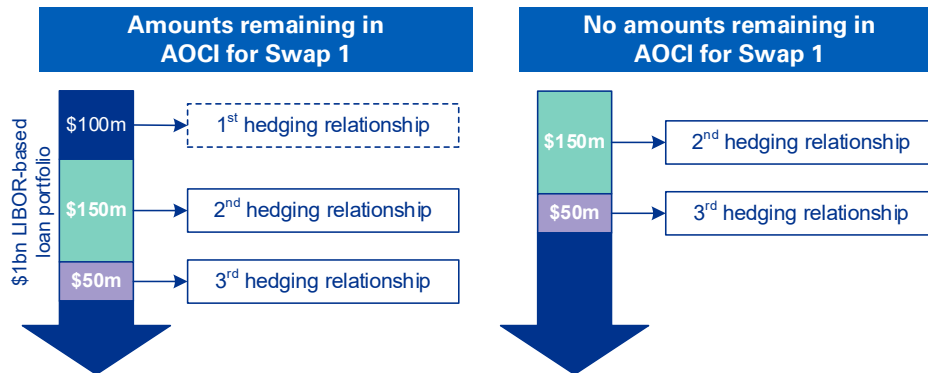 Amounts remaining in
AOCI for Swap 1
No amounts remaining in
AOCI for Swap 1
$1bn LIBOR-based
loan portfolio
$100m
1st hedging relationship
$150m
2nd hedging relationship
$50m
3rd hedging relationship
$150m
2nd hedging relationship
$50m
3rd hedging relationship